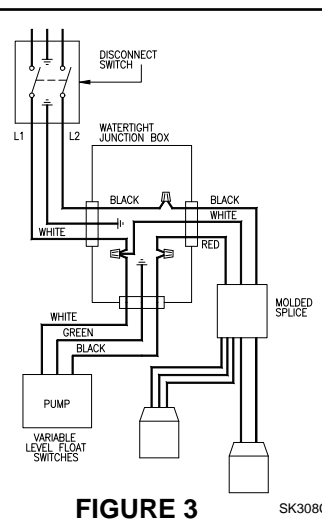 DISCONNECT
SWITCH
L1
L2
WATERTIGHT
JUNCTION BOX
BLACK
BLACK
WHITE
WHITE
RED
WHITE
GREEN
BLACK
MOLDED
SPLICE
PUMP
VARIABLE
LEVEL FLOAT
SWITCHES
FIGURE 3